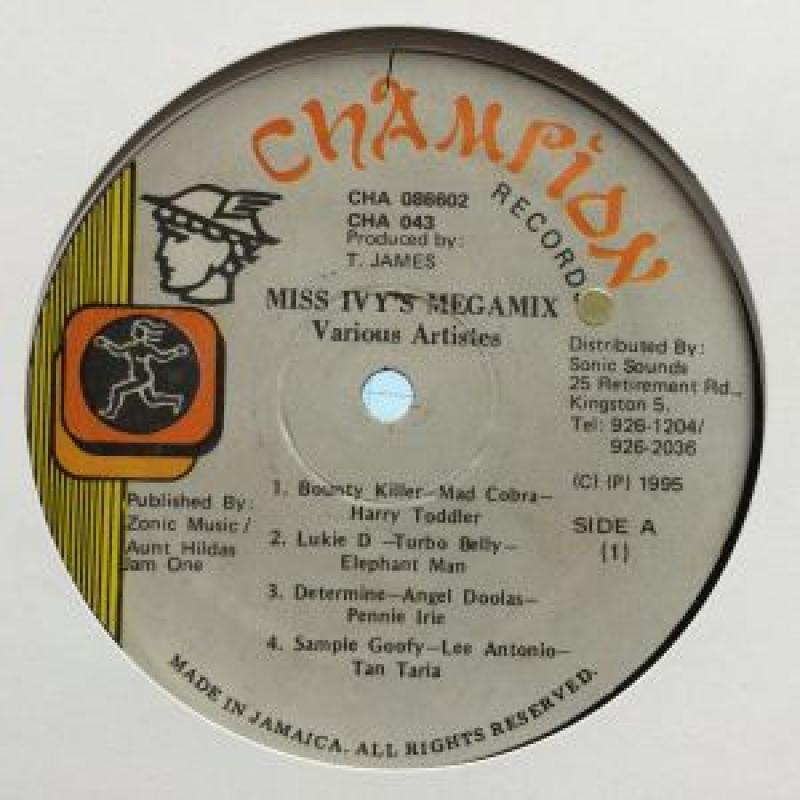 CHAMPION
RECORDS
CHA 086602
CHA 043
Produced by:
T. JAMES
MISS IVY'S MEGAMIX
Various Artistes
Distributed By:
Sonic Sounds
25 Retirement Rd.,
Kingston 5.
Tel: 926-1204/
926-2036
(C) (P) 1995
SIDE A
(1)
1. Bounty Killer—Mad Cobra—
Harry Toddler
2. Lukie D —Turbo Belly—
Elephant Man
3. Determine—Angel Doolas—
Pennie Irie
4. Sample Goofy—Lee Antonio—
Tan Taria
Published By:
Zonic Music/
Aunt Hildas
Jam One
MADE IN JAMAICA. ALL RIGHTS RESERVED.